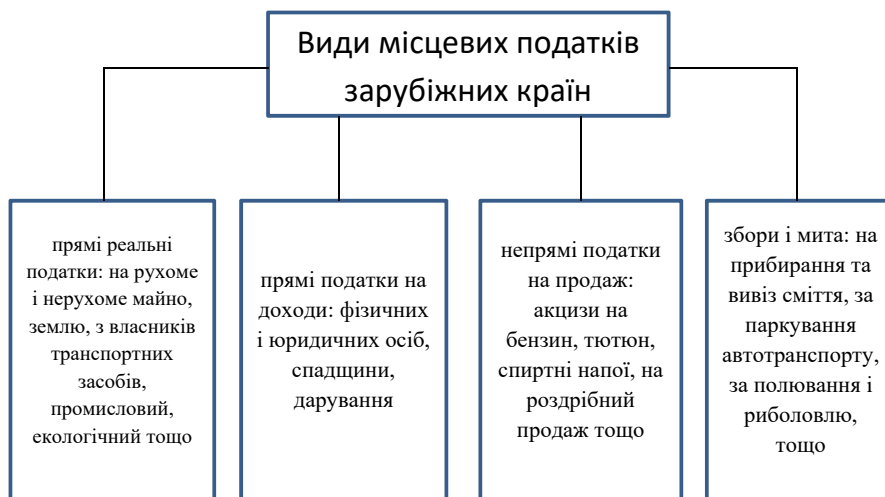 Види місцевих податків
зарубіжних країн
прямі реальні
податки: на рухоме
і нерухоме майно,
землю, з власників
транспортних
засобів,
промисловий,
екологічний тощо
прямі податки на
доходи: фізичних
і юридичних осіб,
спадщини,
дарування
непрямі податки
на продаж:
акцизи на
бензин, тютюн,
спиртні напої, на
роздрібний
продаж тощо
збори і мита: на
прибирання та
вивіз сміття, за
паркування
автотранспорту,
за полювання і
риболовлю,
тощо